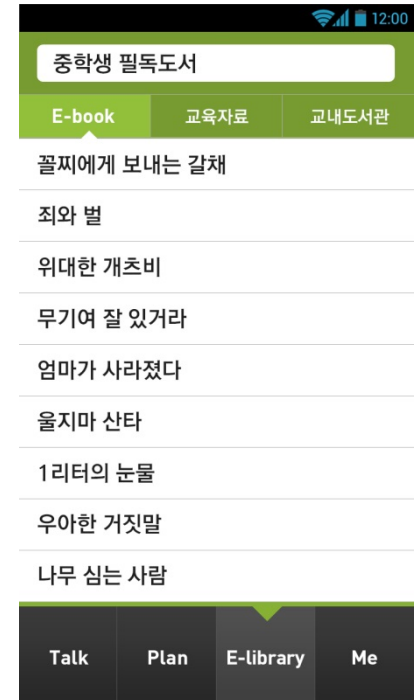 12:00
중학생 필독도서
E-book 교육자료 교내도서관
꼴찌에게 보내는 갈채
죄와 벌
위대한 개츠비
무기여 잘 있거라
엄마가 사라졌다
울지마 산타
1리터의 눈물
우아한 거짓말
나무 심는 사람
Talk Plan E-library Me